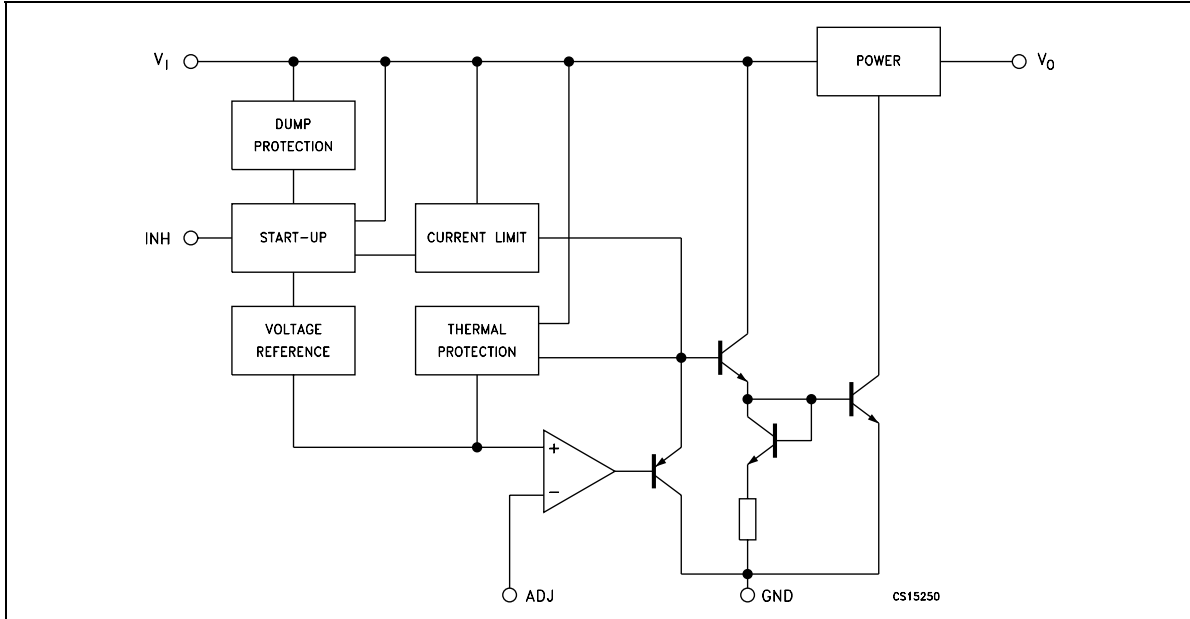 V_I
POWER
V_O
DUMP
PROTECTION
INH
START-UP
CURRENT LIMIT
VOLTAGE
REFERENCE
THERMAL
PROTECTION
+
−
ADJ
GND
CS15250